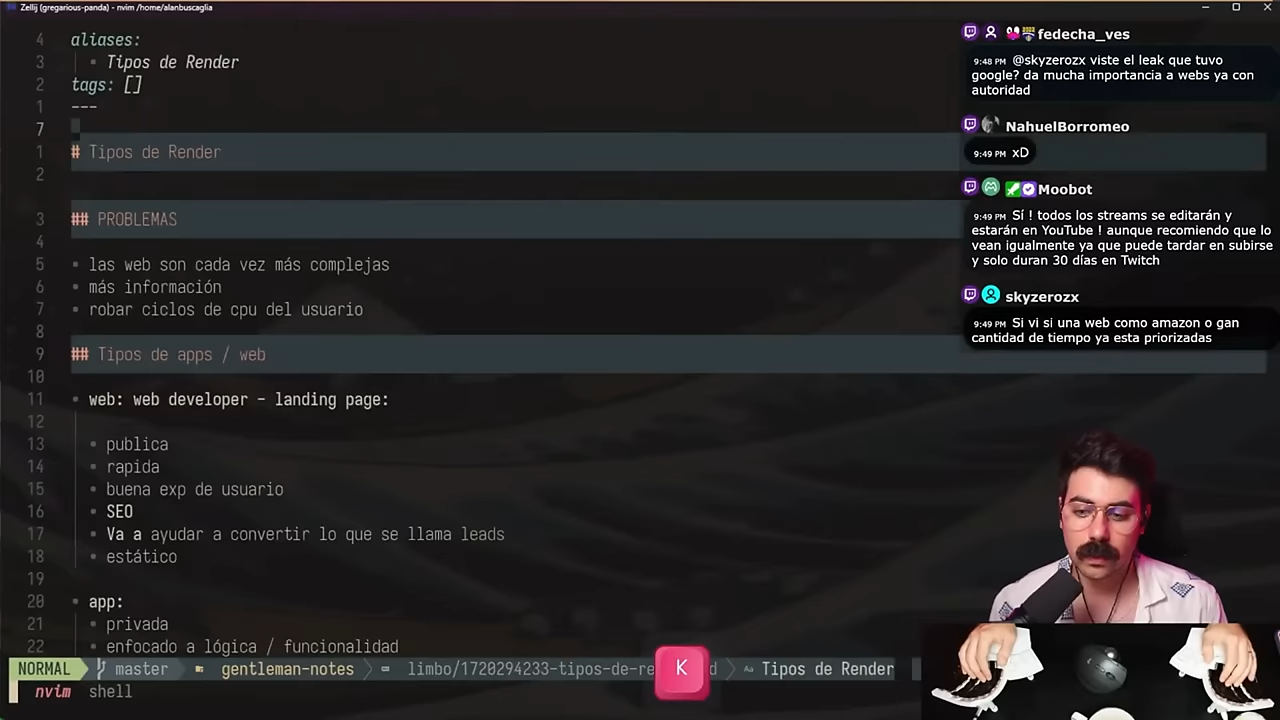 Zellij (gregarious-panda) - nvim /home/alanbuscaglia
4 aliases:
3 • Tipos de Render
2 tags: []
1 ---
7
1 # Tipos de Render
2
3 ## PROBLEMAS
4
5 • las web son cada vez más complejas
6 • más información
7 • robar ciclos de cpu del usuario
8
9 ## Tipos de apps / web
10
11 • web: web developer - landing page:
12
13 • publica
14 • rapida
15 • buena exp de usuario
16 • SEO
17 • Va a ayudar a convertir lo que se llama leads
18 • estático
19
20 • app:
21 • privada
22 • enfocado a lógica / funcionalidad
NORMAL master gentleman-notes limbo/1720294233-tipos-de-re d Tipos de Render
nvim shell
K
fedecha_ves
9:48 PM @skyzerozx viste el leak que tuvo
google? da mucha importancia a webs ya con
autoridad
NahuelBorromeo
9:49 PM xD
Moobot
9:49 PM Sí ! todos los streams se editarán y
estarán en YouTube ! aunque recomiendo que lo
vean igualmente ya que puede tardar en subirse
y solo duran 30 días en Twitch
skyzerozx
9:49 PM Si vi si una web como amazon o gan
cantidad de tiempo ya esta priorizadas